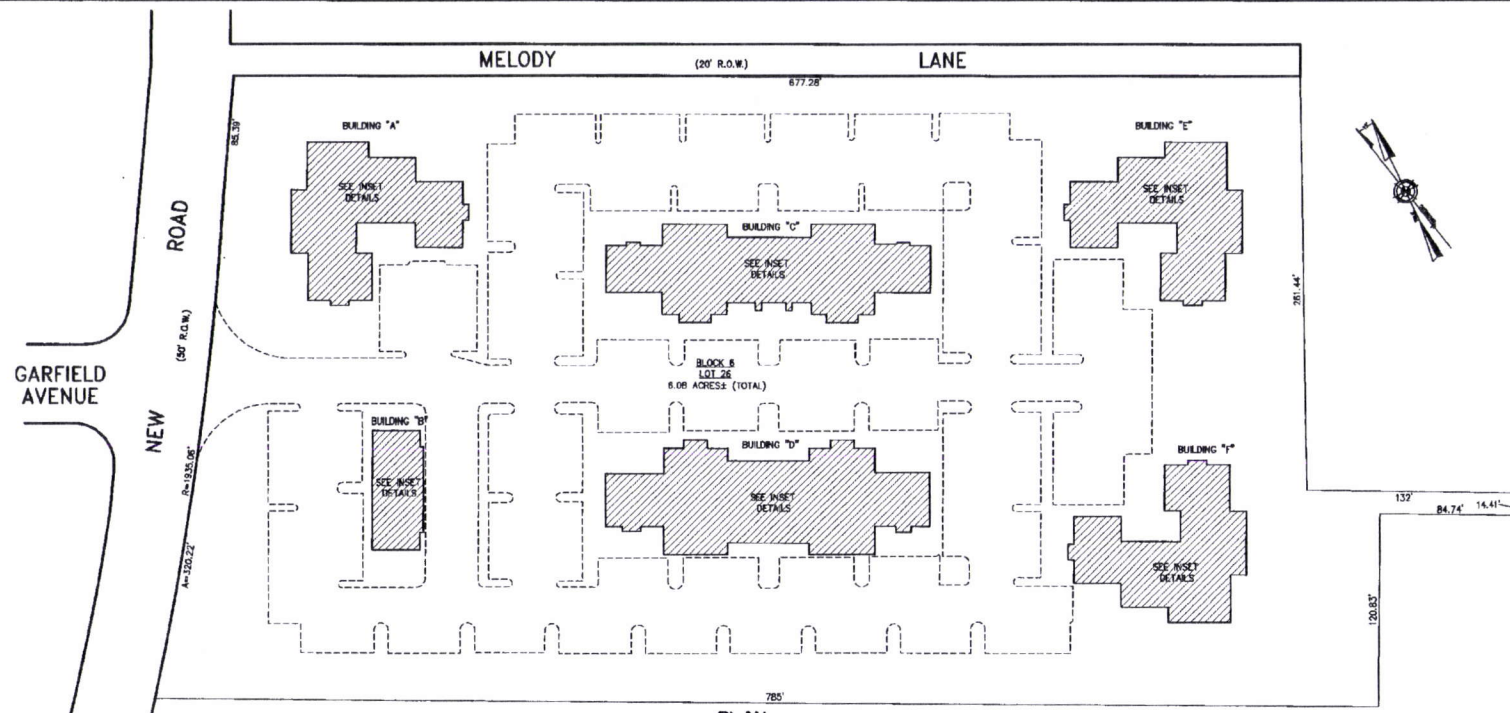 MELODY (20' R.O.W.) LANE
677.28'
85.39'
BUILDING "A"
SEE INSET
DETAILS
BUILDING "E"
SEE INSET
DETAILS
ROAD
(50' R.O.W.)
NEW
BUILDING "C"
SEE INSET
DETAILS
261.44'
GARFIELD
AVENUE
BLOCK 6
LOT 26
6.08 ACRES± (TOTAL)
BUILDING "B"
SEE INSET
DETAILS
BUILDING "D"
SEE INSET
DETAILS
BUILDING "F"
SEE INSET
DETAILS
R=1935.06'
A=320.22'
132'
84.74'
14.41'
120.83'
785'